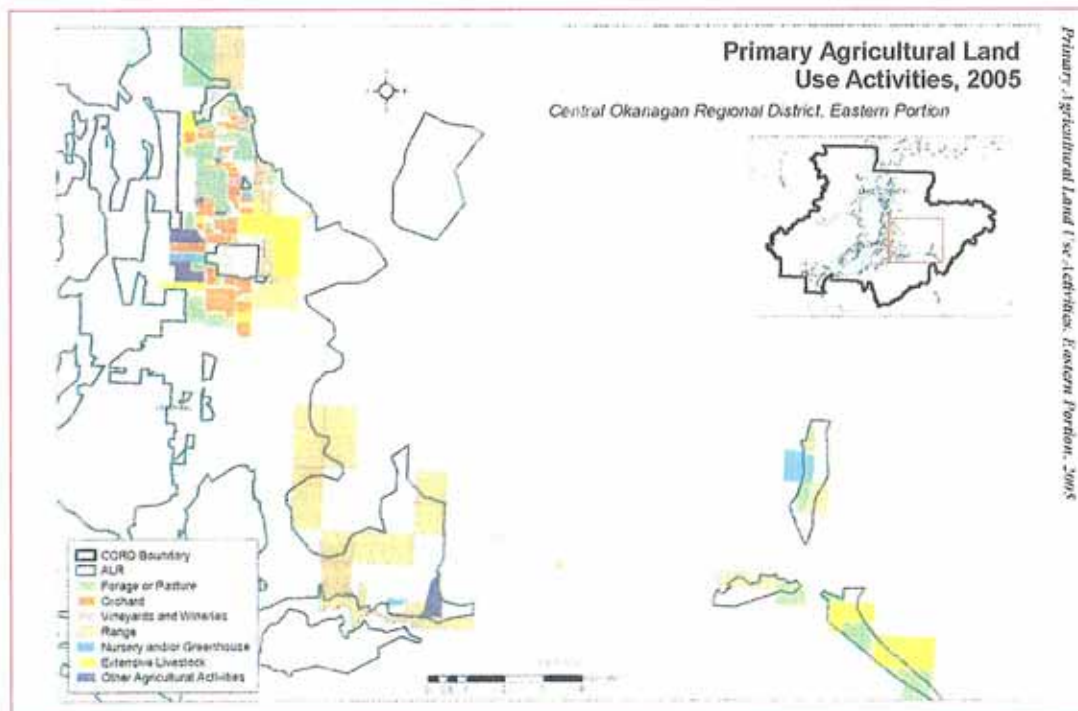 Primary Agricultural Land
Use Activities, 2005
Central Okanagan Regional District, Eastern Portion
Primary Agricultural Land Use Activities, Eastern Portion, 2005
CORD Boundary
ALR
Forage or Pasture
Orchard
Vineyards and Wineries
Range
Nursery and/or Greenhouse
Extensive Livestock
Other Agricultural Activities